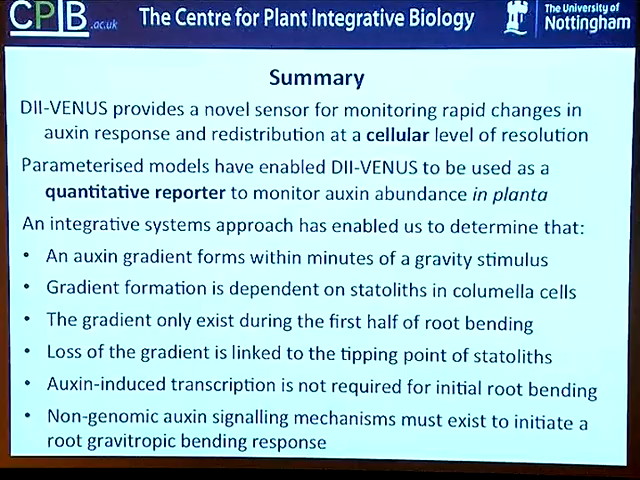 CPIB.ac.uk The Centre for Plant Integrative Biology The University of
Nottingham
Summary
DII-VENUS provides a novel sensor for monitoring rapid changes in
auxin response and redistribution at a cellular level of resolution
Parameterised models have enabled DII-VENUS to be used as a
quantitative reporter to monitor auxin abundance in planta
An integrative systems approach has enabled us to determine that:
• An auxin gradient forms within minutes of a gravity stimulus
• Gradient formation is dependent on statoliths in columella cells
• The gradient only exist during the first half of root bending
• Loss of the gradient is linked to the tipping point of statoliths
• Auxin-induced transcription is not required for initial root bending
• Non-genomic auxin signalling mechanisms must exist to initiate a
root gravitropic bending response